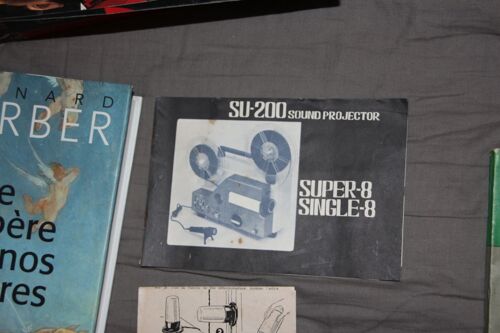 NARD
RBER
e
père
nos
res
SU-200 SOUND PROJECTOR
SUPER-8
SINGLE-8